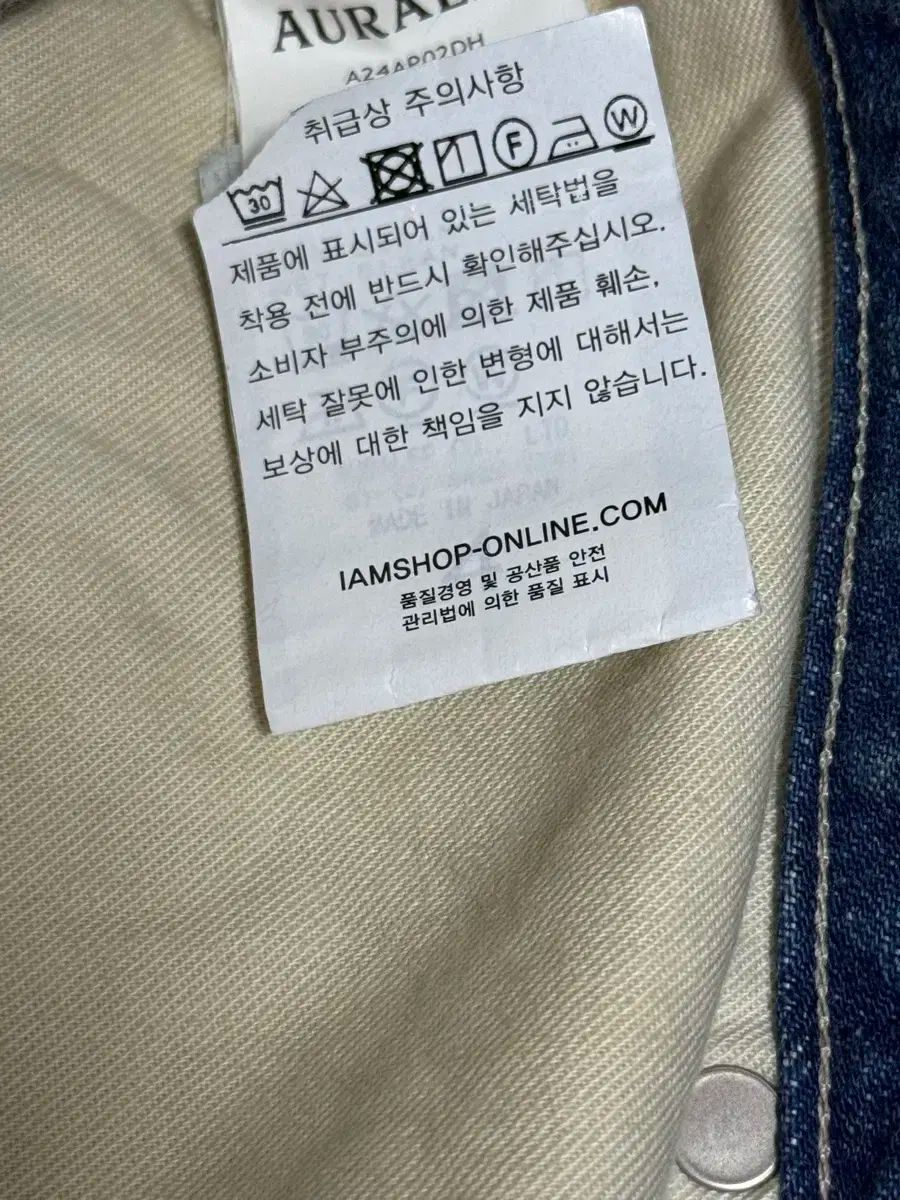 AURAL
A24AP02DH
취급상 주의사항
30 F W
제품에 표시되어 있는 세탁법을
착용 전에 반드시 확인해주십시오.
소비자 부주의에 의한 제품 훼손,
세탁 잘못에 인한 변형에 대해서는
보상에 대한 책임을 지지 않습니다.
MADE IN JAPAN
IAMSHOP-ONLINE.COM
품질경영 및 공산품 안전
관리법에 의한 품질 표시